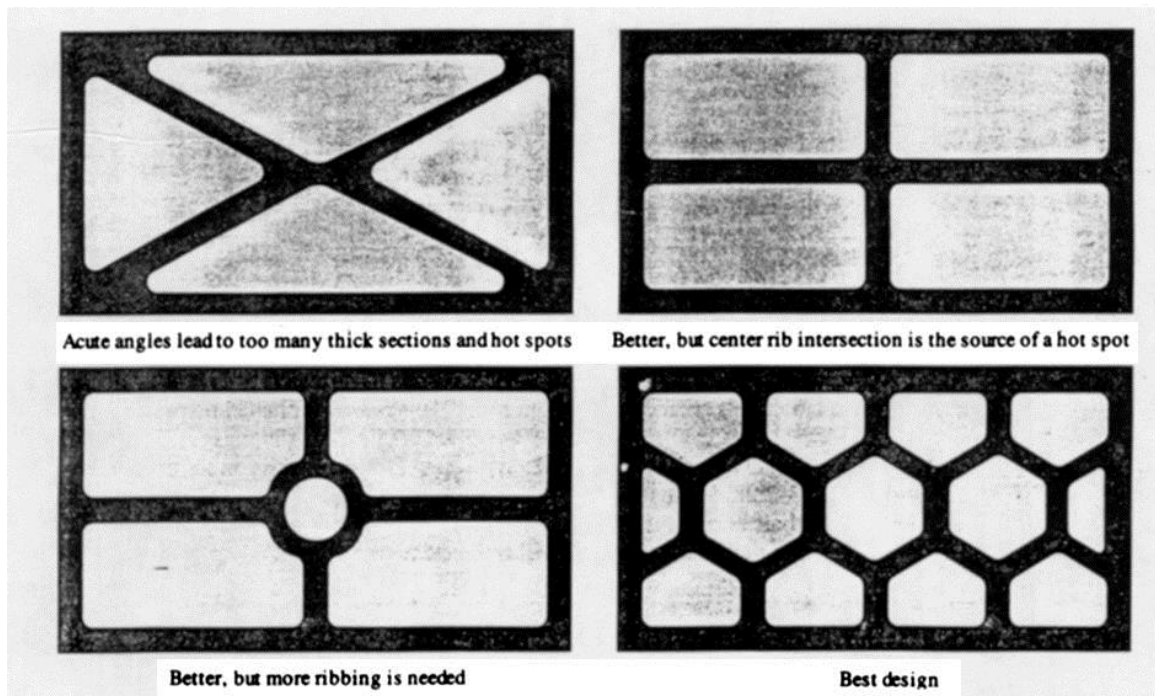 Acute angles lead to too many thick sections and hot spots
Better, but center rib intersection is the source of a hot spot
Better, but more ribbing is needed
Best design